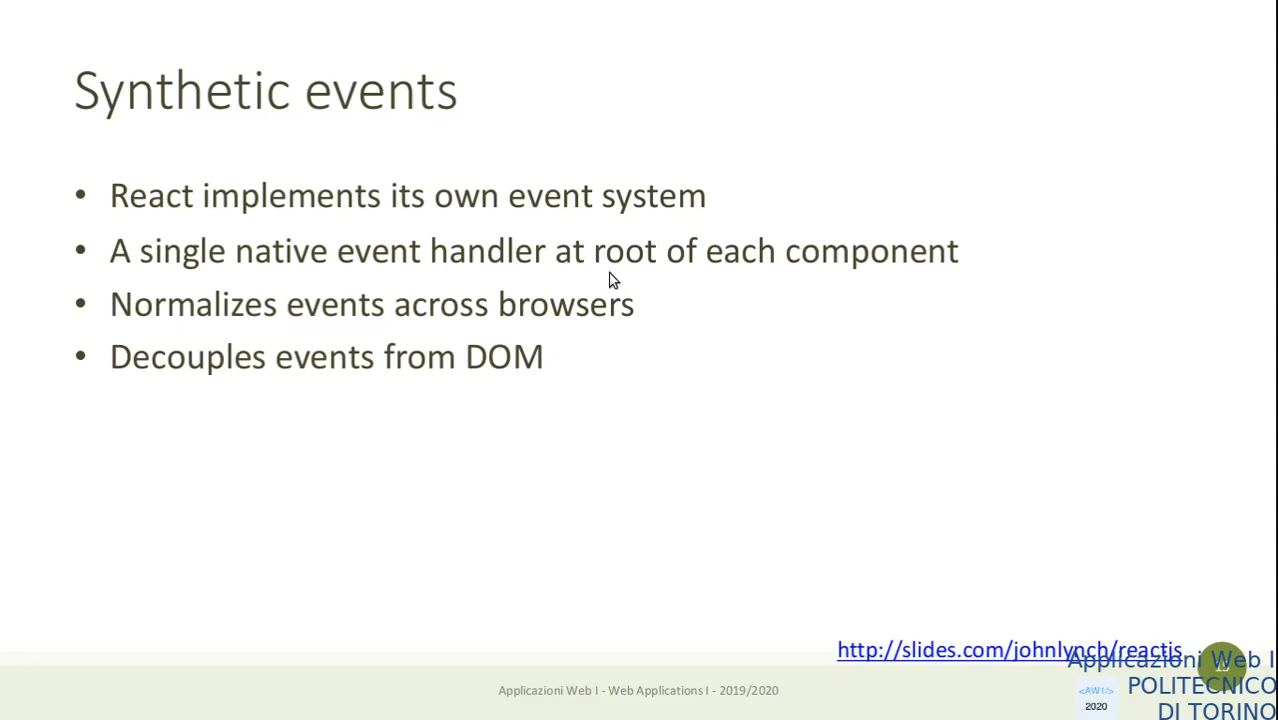 Synthetic events
• React implements its own event system
• A single native event handler at root of each component
• Normalizes events across browsers
• Decouples events from DOM
http://slides.com/johnlynch/reactjs
Applicazioni Web I
POLITECNICO
DI TORINO
<AW1/>
2020
Applicazioni Web I - Web Applications I - 2019/2020